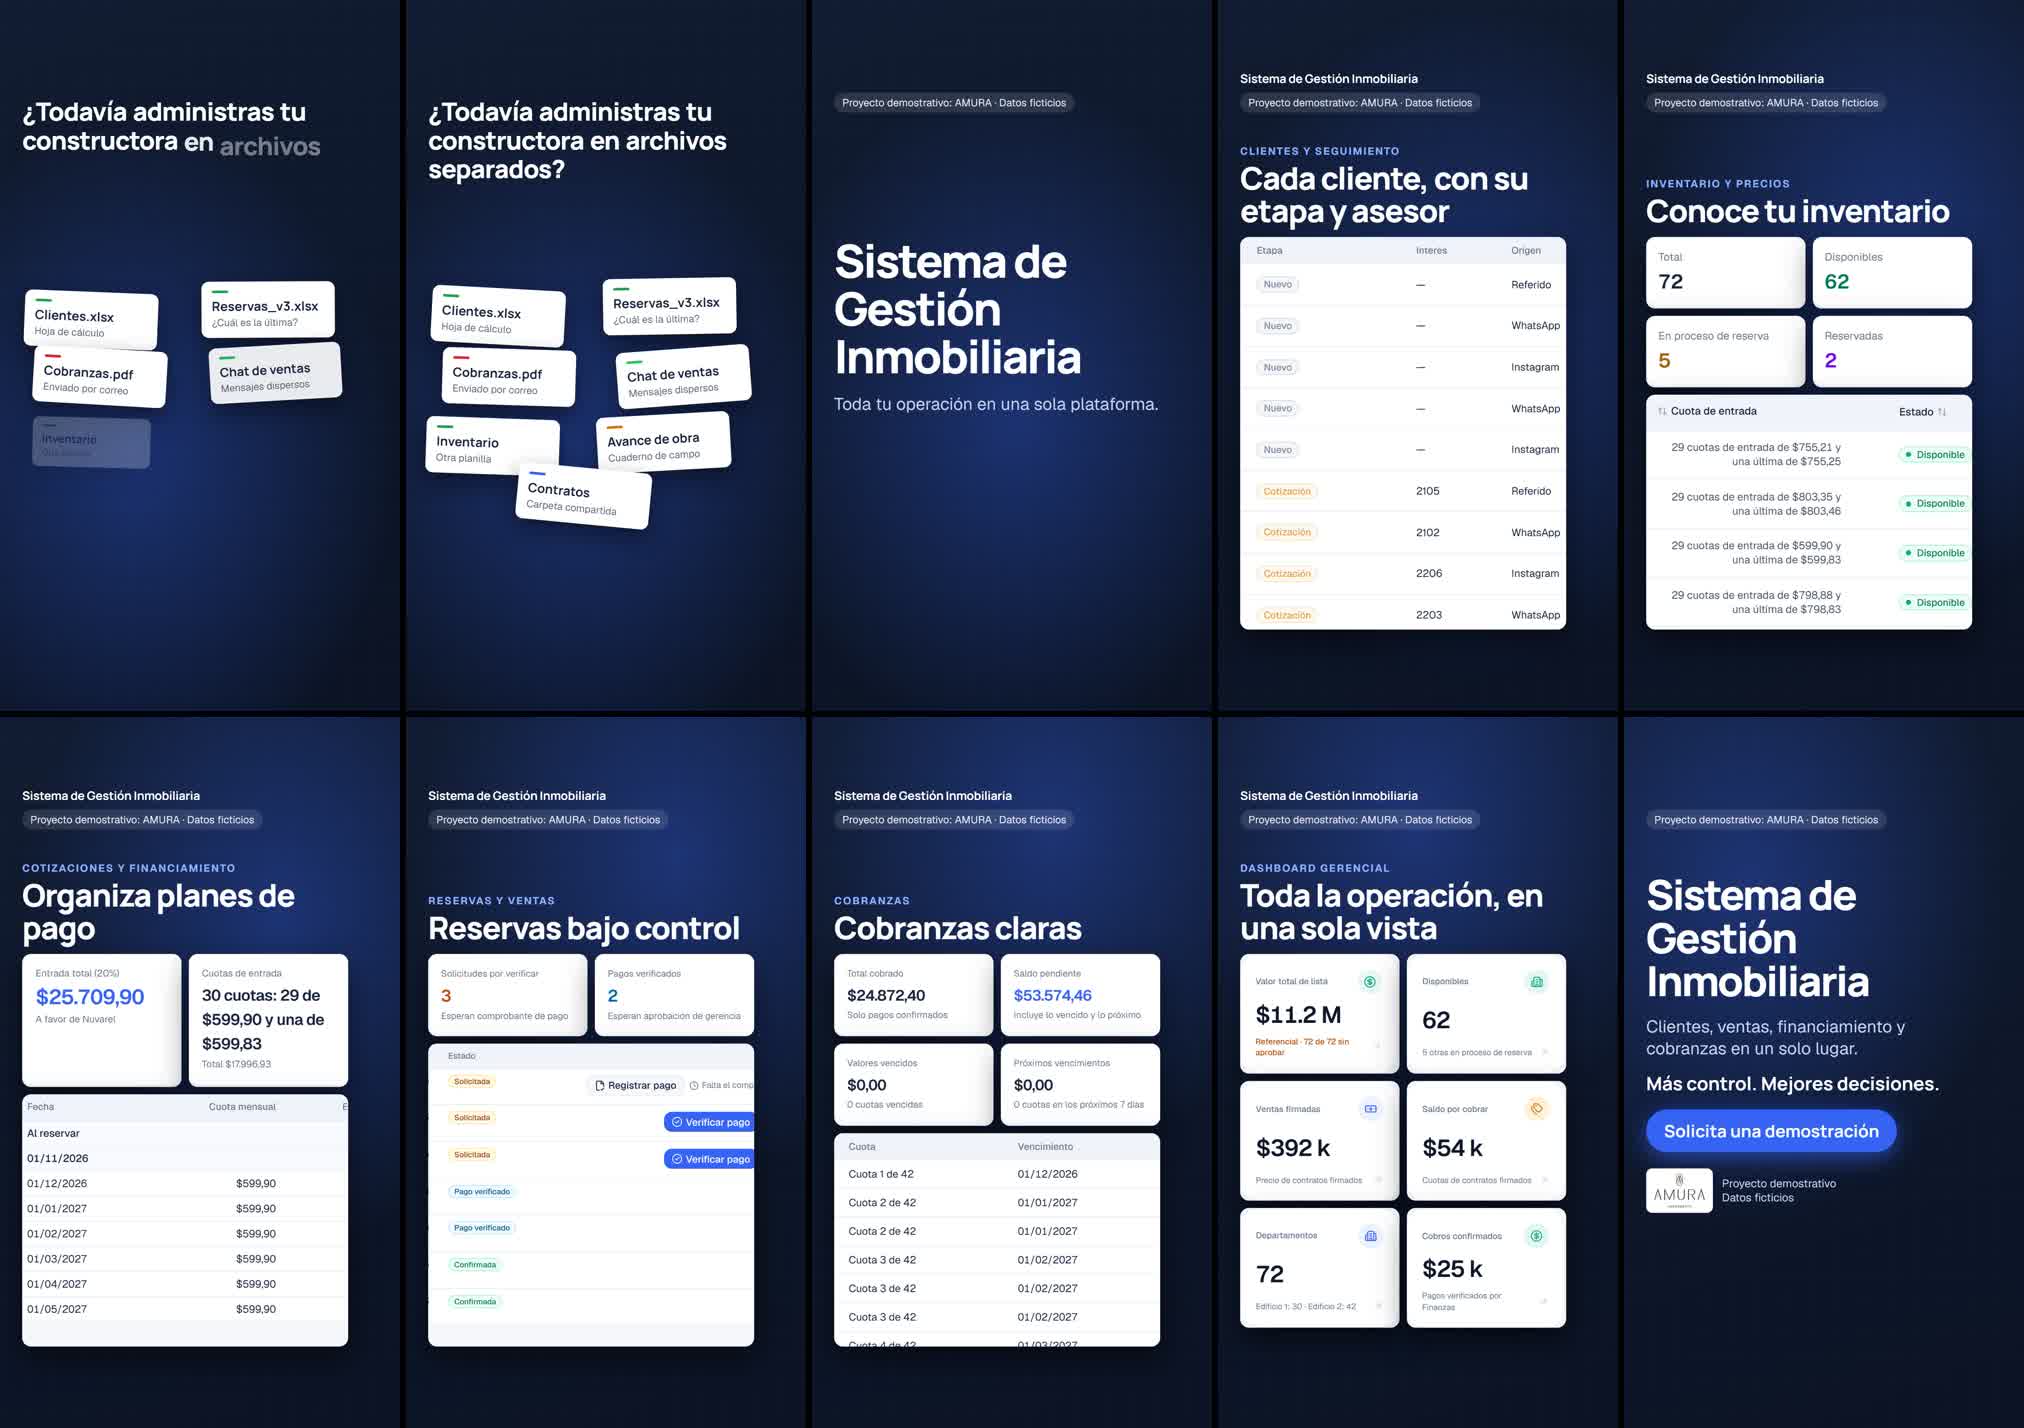 ¿Todavía administras tu
constructora en archivos
Clientes.xlsx
Hoja de cálculo
Reservas_v3.xlsx
¿Cuál es la última?
Cobranzas.pdf
Enviado por correo
Chat de ventas
Mensajes dispersos
Inventario
Otra planilla
¿Todavía administras tu
constructora en archivos
separados?
Clientes.xlsx
Hoja de cálculo
Reservas_v3.xlsx
¿Cuál es la última?
Cobranzas.pdf
Enviado por correo
Chat de ventas
Mensajes dispersos
Inventario
Otra planilla
Avance de obra
Cuaderno de campo
Contratos
Carpeta compartida
Proyecto demostrativo: AMURA · Datos ficticios
Sistema de
Gestión
Inmobiliaria
Toda tu operación en una sola plataforma.
Sistema de Gestión Inmobiliaria
Proyecto demostrativo: AMURA · Datos ficticios
CLIENTES Y SEGUIMIENTO
Cada cliente, con su
etapa y asesor
Etapa Interes Origen
Nuevo — Referido
Nuevo — WhatsApp
Nuevo — Instagram
Nuevo — WhatsApp
Nuevo — Instagram
Cotización 2105 Referido
Cotización 2102 WhatsApp
Cotización 2206 Instagram
Cotización 2203 WhatsApp
Sistema de Gestión Inmobiliaria
Proyecto demostrativo: AMURA · Datos ficticios
INVENTARIO Y PRECIOS
Conoce tu inventario
Total
72
Disponibles
62
En proceso de reserva
5
Reservadas
2
Cuota de entrada Estado
29 cuotas de entrada de $755,21 y
una última de $755,25
Disponible
29 cuotas de entrada de $803,35 y
una última de $803,46
Disponible
29 cuotas de entrada de $599,90 y
una última de $599,83
Disponible
29 cuotas de entrada de $798,88 y
una última de $798,83
Disponible
Sistema de Gestión Inmobiliaria
Proyecto demostrativo: AMURA · Datos ficticios
COTIZACIONES Y FINANCIAMIENTO
Organiza planes de
pago
Entrada total (20%)
$25.709,90
A favor de Nuvarel
Cuotas de entrada
30 cuotas: 29 de
$599,90 y una de
$599,83
Total $17.996,93
Fecha Cuota mensual E
Al reservar
01/11/2026
01/12/2026 $599,90
01/01/2027 $599,90
01/02/2027 $599,90
01/03/2027 $599,90
01/04/2027 $599,90
01/05/2027 $599,90
Sistema de Gestión Inmobiliaria
Proyecto demostrativo: AMURA · Datos ficticios
RESERVAS Y VENTAS
Reservas bajo control
Solicitudes por verificar
3
Esperan comprobante de pago
Pagos verificados
2
Esperan aprobación de gerencia
Estado
Solicitada Registrar pago Falta el comp
Solicitada Verificar pago
Solicitada Verificar pago
Pago verificado
Pago verificado
Confirmada
Confirmada
Sistema de Gestión Inmobiliaria
Proyecto demostrativo: AMURA · Datos ficticios
COBRANZAS
Cobranzas claras
Total cobrado
$24.872,40
Solo pagos confirmados
Saldo pendiente
$53.574,46
Incluye lo vencido y lo próximo
Valores vencidos
$0,00
0 cuotas vencidas
Próximos vencimientos
$0,00
0 cuotas en los próximos 7 días
Cuota Vencimiento
Cuota 1 de 42 01/12/2026
Cuota 2 de 42 01/01/2027
Cuota 2 de 42 01/01/2027
Cuota 3 de 42 01/02/2027
Cuota 3 de 42 01/02/2027
Cuota 3 de 42 01/02/2027
Cuota 4 de 42 01/03/2027
Sistema de Gestión Inmobiliaria
Proyecto demostrativo: AMURA · Datos ficticios
DASHBOARD GERENCIAL
Toda la operación, en
una sola vista
Valor total de lista
$11.2 M
Referencial · 72 de 72 sin
aprobar
Disponibles
62
5 otras en proceso de reserva
Ventas firmadas
$392 k
Precio de contratos firmados
Saldo por cobrar
$54 k
Cuotas de contratos firmados
Departamentos
72
Edificio 1: 30 · Edificio 2: 42
Cobros confirmados
$25 k
Pagos verificados por
Finanzas
Proyecto demostrativo: AMURA · Datos ficticios
Sistema de
Gestión
Inmobiliaria
Clientes, ventas, financiamiento y
cobranzas en un solo lugar.
Más control. Mejores decisiones.
Solicita una demostración
AMURA
Proyecto demostrativo
Datos ficticios